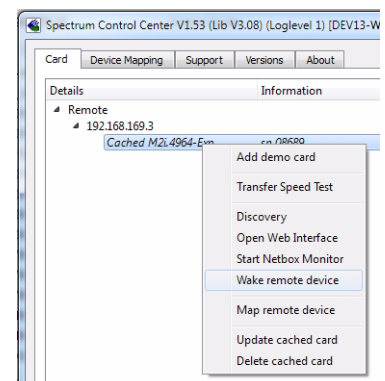 Spectrum Control Center V1.53 (Lib V3.08) (Loglevel 1) [DEV13-W
Card Device Mapping Support Versions About
Details Information
Remote
192.168.169.3
Cached M2i.4964-Exp sn 08689
Add demo card
Transfer Speed Test
Discovery
Open Web Interface
Start Netbox Monitor
Wake remote device
Map remote device
Update cached card
Delete cached card